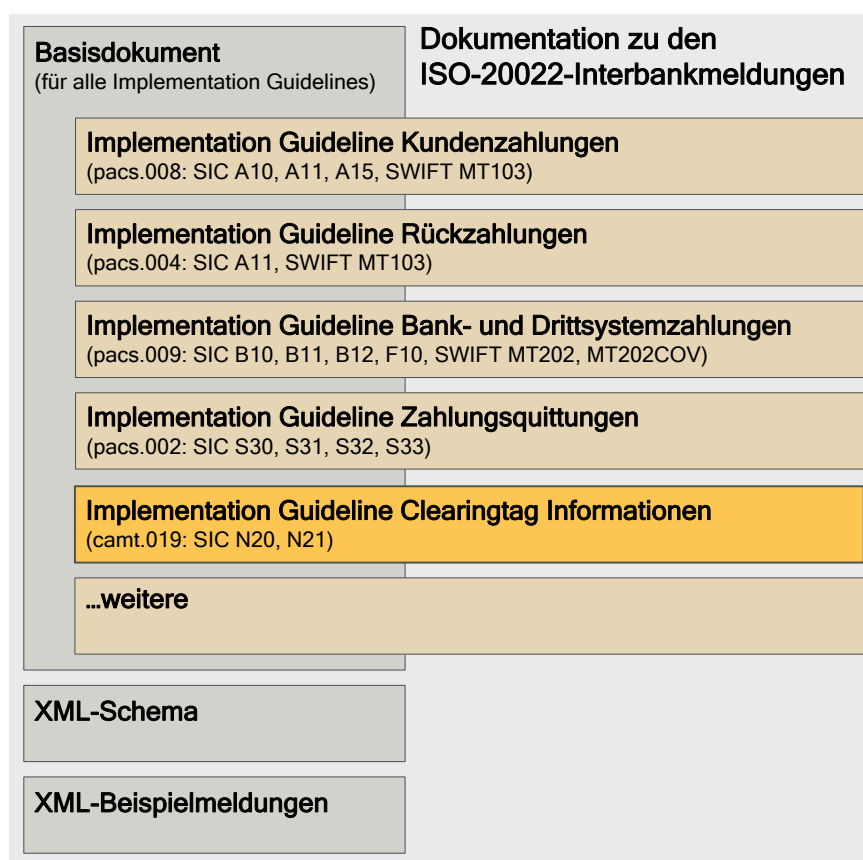 Basisdokument
(für alle Implementation Guidelines)
Dokumentation zu den
ISO-20022-Interbankmeldungen
Implementation Guideline Kundenzahlungen
(pacs.008: SIC A10, A11, A15, SWIFT MT103)
Implementation Guideline Rückzahlungen
(pacs.004: SIC A11, SWIFT MT103)
Implementation Guideline Bank- und Drittsystemzahlungen
(pacs.009: SIC B10, B11, B12, F10, SWIFT MT202, MT202COV)
Implementation Guideline Zahlungsquittungen
(pacs.002: SIC S30, S31, S32, S33)
Implementation Guideline Clearingtag Informationen
(camt.019: SIC N20, N21)
...weitere
XML-Schema
XML-Beispielmeldungen